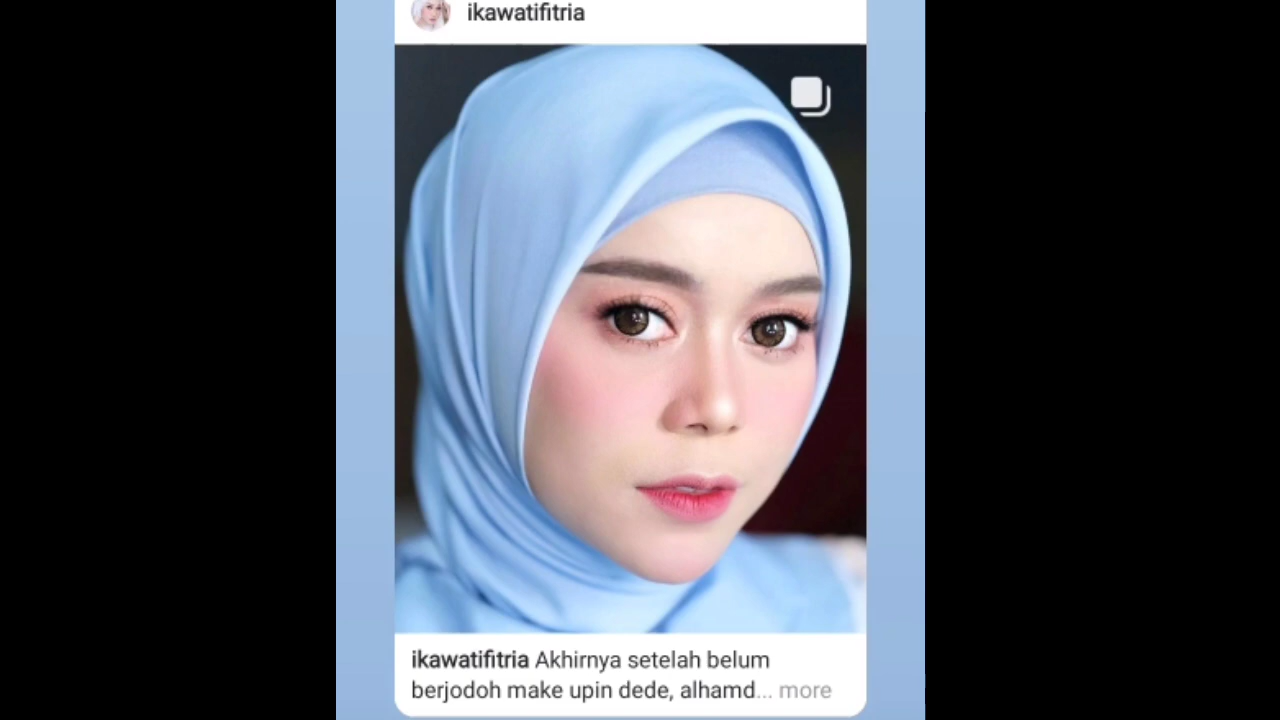 ikawatifitria
ikawatifitria Akhirnya setelah belum
berjodoh make upin dede, alhamd... more